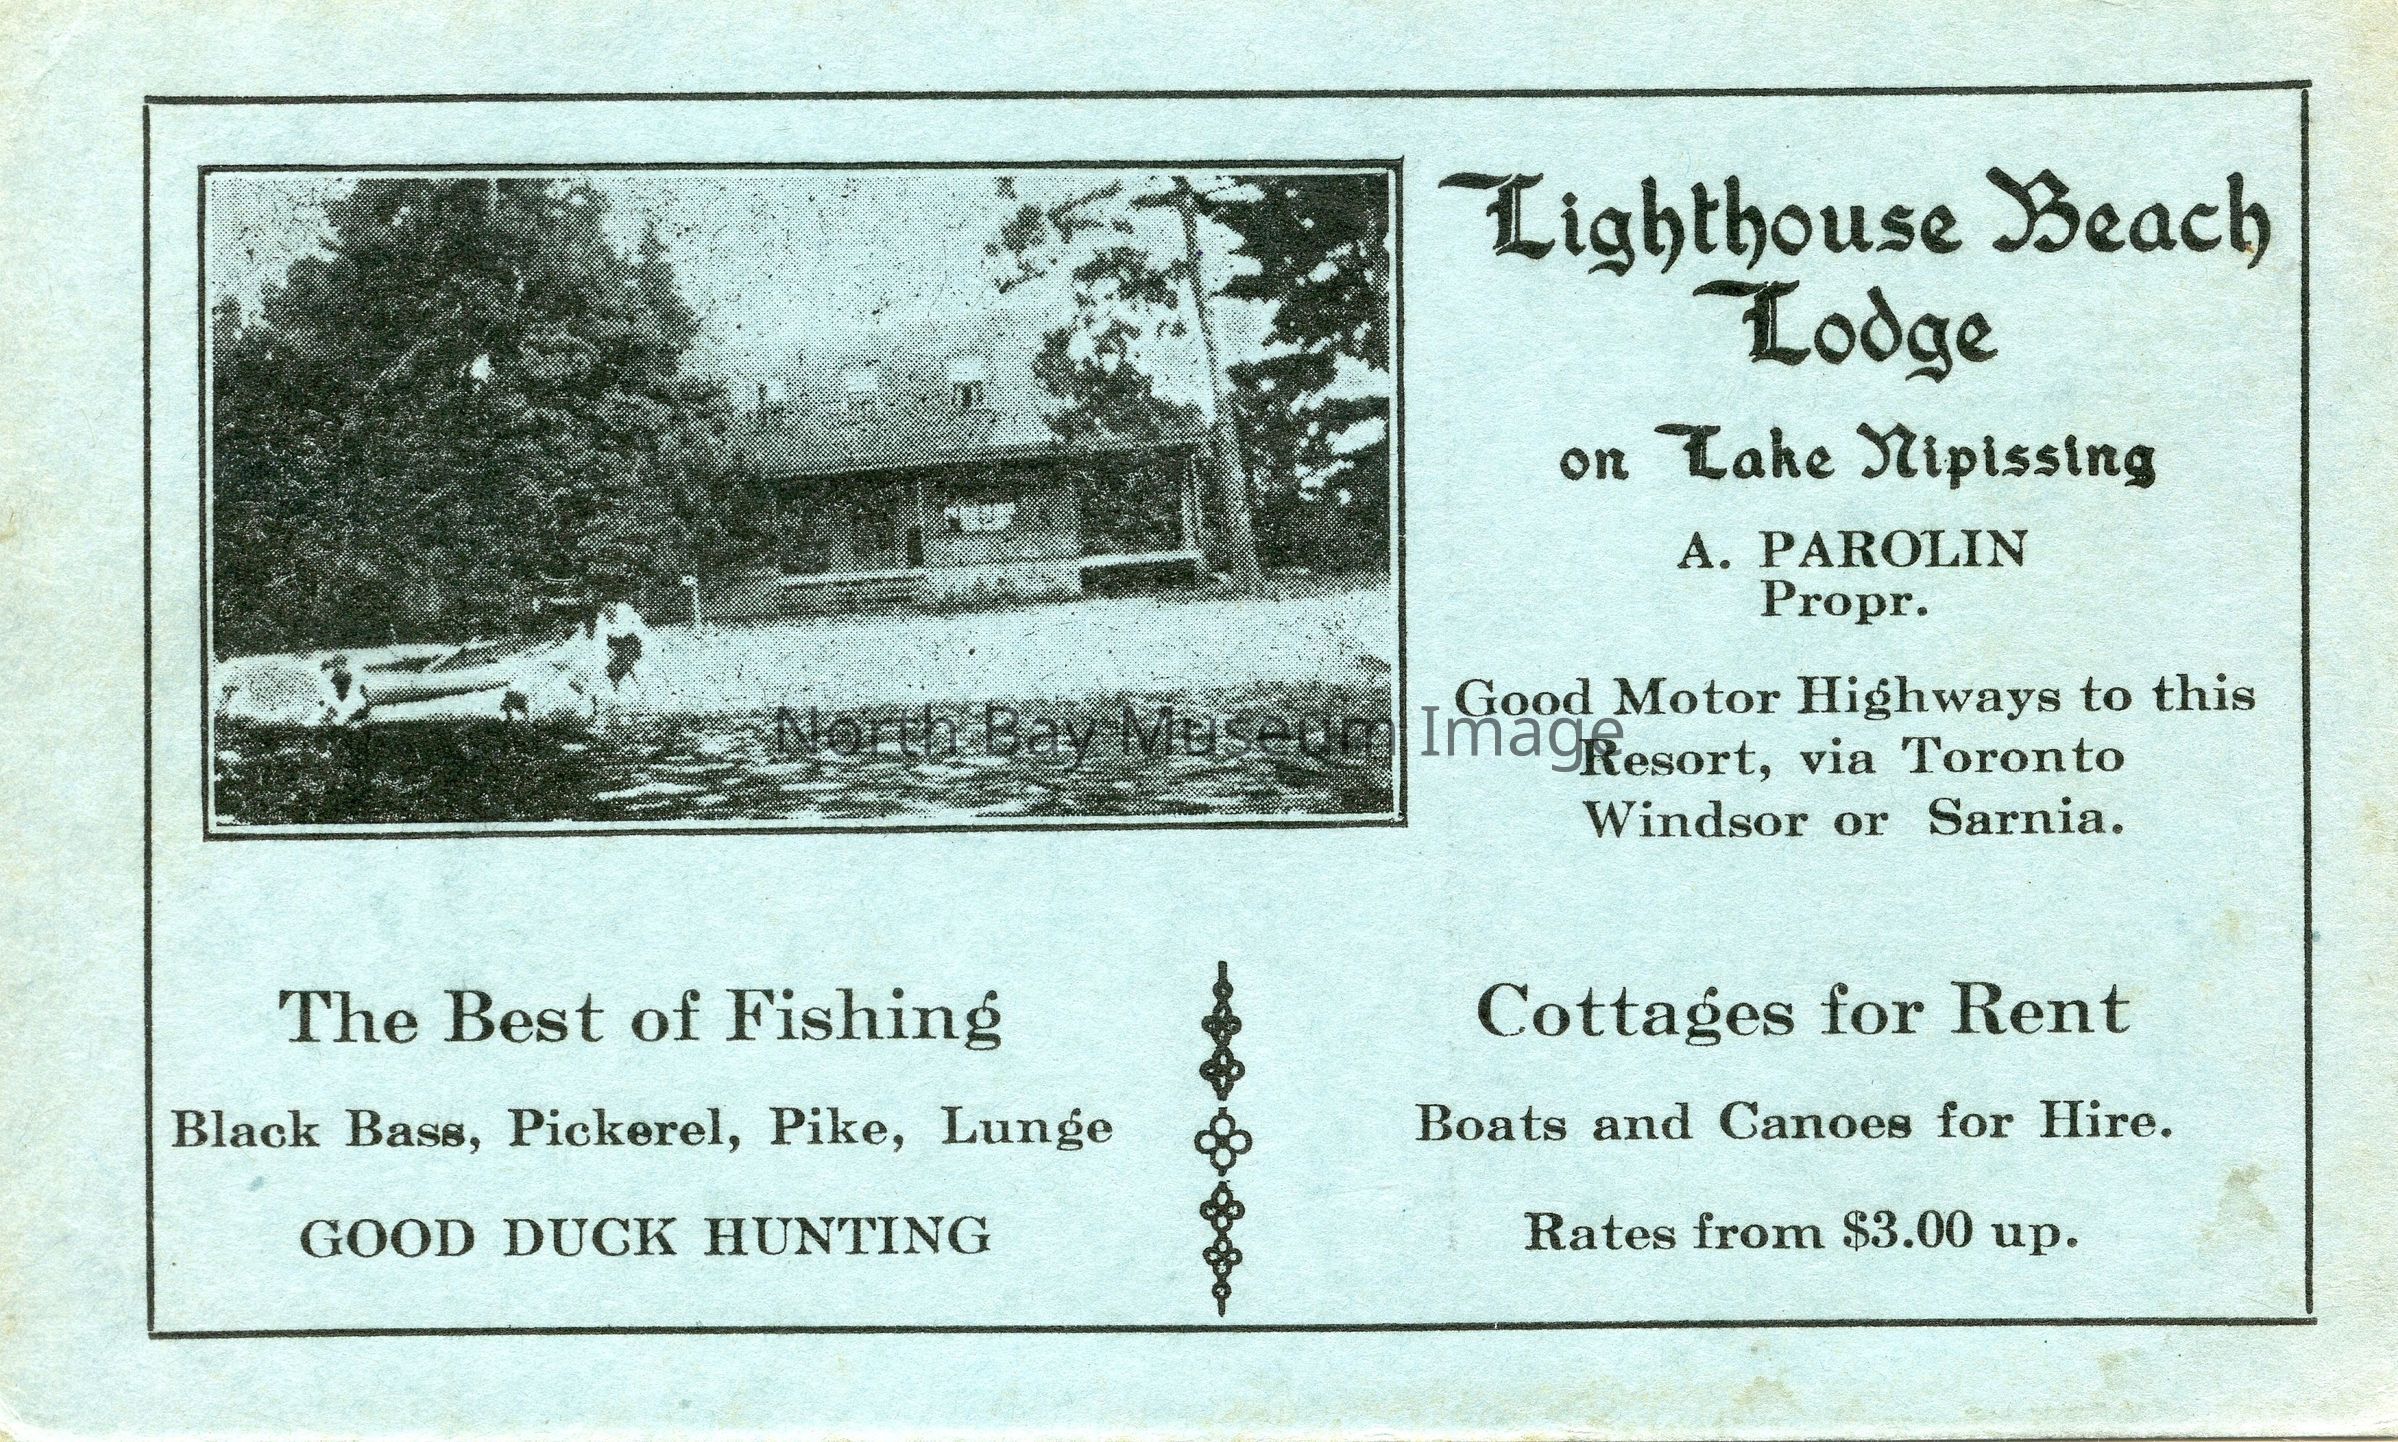 Lighthouse Beach
Lodge
on Lake Nipissing
A. PAROLIN
Propr.
Good Motor Highways to this
Resort, via Toronto
Windsor or Sarnia.
North Bay Museum Image
The Best of Fishing
Black Bass, Pickerel, Pike, Lunge
GOOD DUCK HUNTING
Cottages for Rent
Boats and Canoes for Hire.
Rates from $3.00 up.